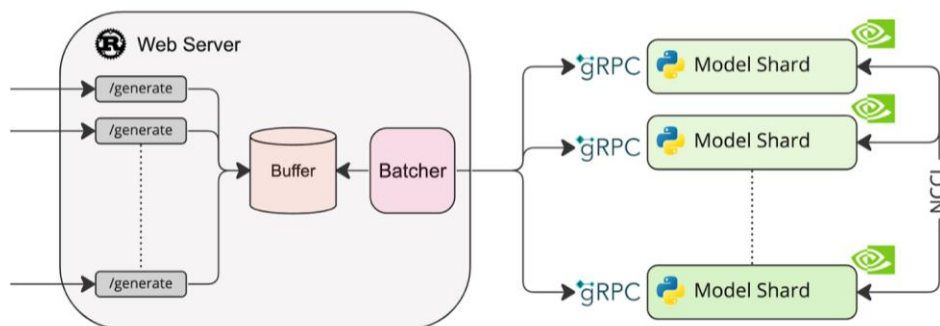 Web Server
/generate
/generate
/generate
Buffer
Batcher
gRPC
Model Shard
gRPC
Model Shard
gRPC
Model Shard
NCCL